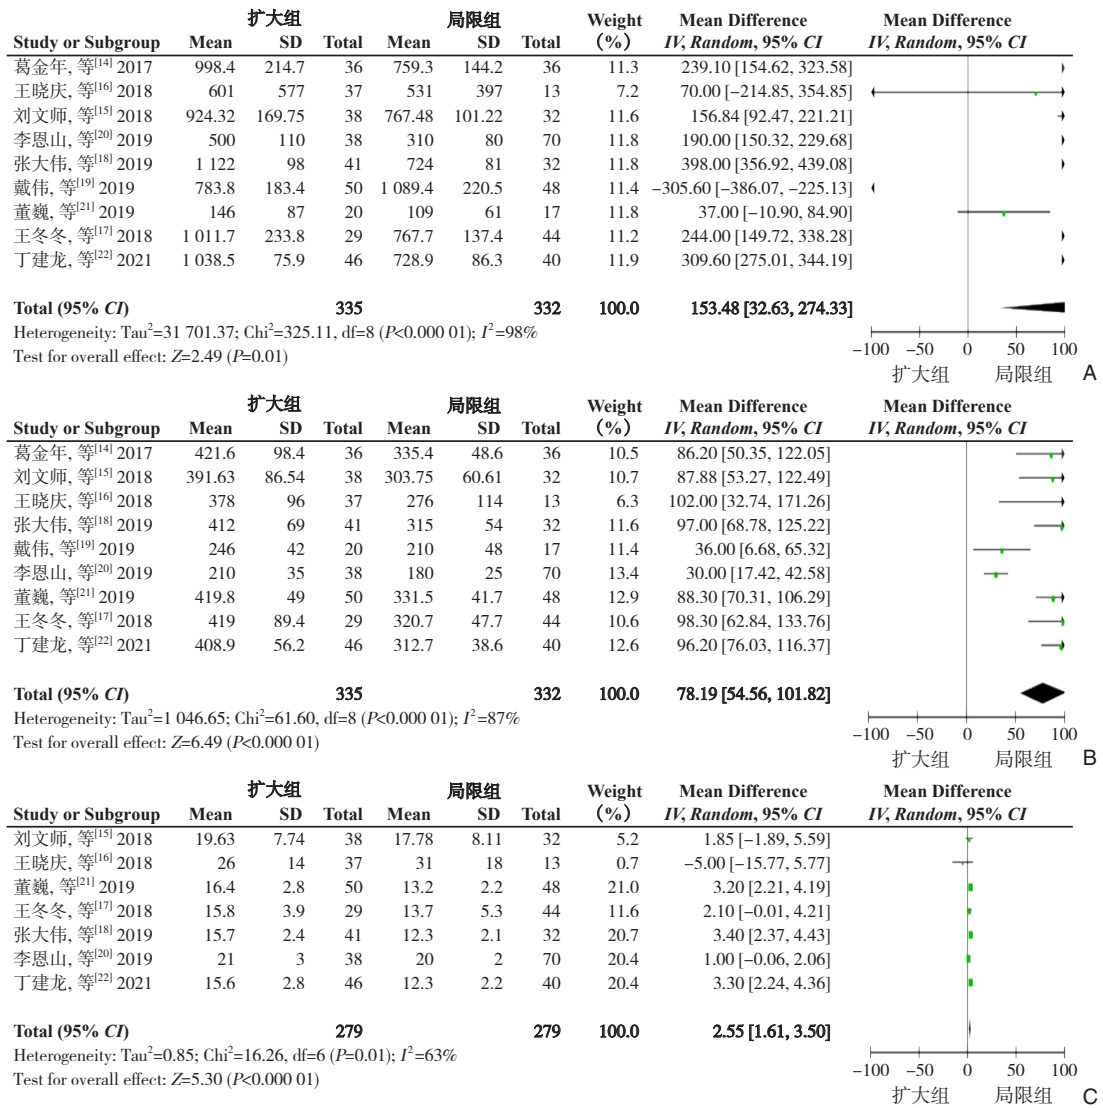 扩大组 局限组 Weight Mean Difference Mean Difference
Study or Subgroup Mean SD Total Mean SD Total （%） IV, Random, 95% CI IV, Random, 95% CI
葛金年, 等[14] 2017 998.4 214.7 36 759.3 144.2 36 11.3 239.10 [154.62, 323.58]
王晓庆, 等[16] 2018 601 577 37 531 397 13 7.2 70.00 [−214.85, 354.85]
刘文师, 等[15] 2018 924.32 169.75 38 767.48 101.22 32 11.6 156.84 [92.47, 221.21]
李恩山, 等[20] 2019 500 110 38 310 80 70 11.8 190.00 [150.32, 229.68]
张大伟, 等[18] 2019 1 122 98 41 724 81 32 11.8 398.00 [356.92, 439.08]
戴伟, 等[19] 2019 783.8 183.4 50 1 089.4 220.5 48 11.4 −305.60 [−386.07, −225.13]
董巍, 等[21] 2019 146 87 20 109 61 17 11.8 37.00 [−10.90, 84.90]
王冬冬, 等[17] 2018 1 011.7 233.8 29 767.7 137.4 44 11.2 244.00 [149.72, 338.28]
丁建龙, 等[22] 2021 1 038.5 75.9 46 728.9 86.3 40 11.9 309.60 [275.01, 344.19]
Total (95% CI) 335 332 100.0 153.48 [32.63, 274.33]
Heterogeneity: Tau²=31 701.37; Chi²=325.11, df=8 (P<0.000 01); I²=98%
Test for overall effect: Z=2.49 (P=0.01)
−100 −50 0 50 100
扩大组 局限组 A
扩大组 局限组 Weight Mean Difference Mean Difference
Study or Subgroup Mean SD Total Mean SD Total （%） IV, Random, 95% CI IV, Random, 95% CI
葛金年, 等[14] 2017 421.6 98.4 36 335.4 48.6 36 10.5 86.20 [50.35, 122.05]
刘文师, 等[15] 2018 391.63 86.54 38 303.75 60.61 32 10.7 87.88 [53.27, 122.49]
王晓庆, 等[16] 2018 378 96 37 276 114 13 6.3 102.00 [32.74, 171.26]
张大伟, 等[18] 2019 412 69 41 315 54 32 11.6 97.00 [68.78, 125.22]
戴伟, 等[19] 2019 246 42 20 210 48 17 11.4 36.00 [6.68, 65.32]
李恩山, 等[20] 2019 210 35 38 180 25 70 13.4 30.00 [17.42, 42.58]
董巍, 等[21] 2019 419.8 49 50 331.5 41.7 48 12.9 88.30 [70.31, 106.29]
王冬冬, 等[17] 2018 419 89.4 29 320.7 47.7 44 10.6 98.30 [62.84, 133.76]
丁建龙, 等[22] 2021 408.9 56.2 46 312.7 38.6 40 12.6 96.20 [76.03, 116.37]
Total (95% CI) 335 332 100.0 78.19 [54.56, 101.82]
Heterogeneity: Tau²=1 046.65; Chi²=61.60, df=8 (P<0.000 01); I²=87%
Test for overall effect: Z=6.49 (P<0.000 01)
−100 −50 0 50 100
扩大组 局限组 B
扩大组 局限组 Weight Mean Difference Mean Difference
Study or Subgroup Mean SD Total Mean SD Total （%） IV, Random, 95% CI IV, Random, 95% CI
刘文师, 等[15] 2018 19.63 7.74 38 17.78 8.11 32 5.2 1.85 [−1.89, 5.59]
王晓庆, 等[16] 2018 26 14 37 31 18 13 0.7 −5.00 [−15.77, 5.77]
董巍, 等[21] 2019 16.4 2.8 50 13.2 2.2 48 21.0 3.20 [2.21, 4.19]
王冬冬, 等[17] 2018 15.8 3.9 29 13.7 5.3 44 11.6 2.10 [−0.01, 4.21]
张大伟, 等[18] 2019 15.7 2.4 41 12.3 2.1 32 20.7 3.40 [2.37, 4.43]
李恩山, 等[20] 2019 21 3 38 20 2 70 20.4 1.00 [−0.06, 2.06]
丁建龙, 等[22] 2021 15.6 2.8 46 12.3 2.2 40 20.4 3.30 [2.24, 4.36]
Total (95% CI) 279 279 100.0 2.55 [1.61, 3.50]
Heterogeneity: Tau²=0.85; Chi²=16.26, df=6 (P=0.01); I²=63%
Test for overall effect: Z=5.30 (P<0.000 01)
−100 −50 0 50 100
扩大组 局限组 C